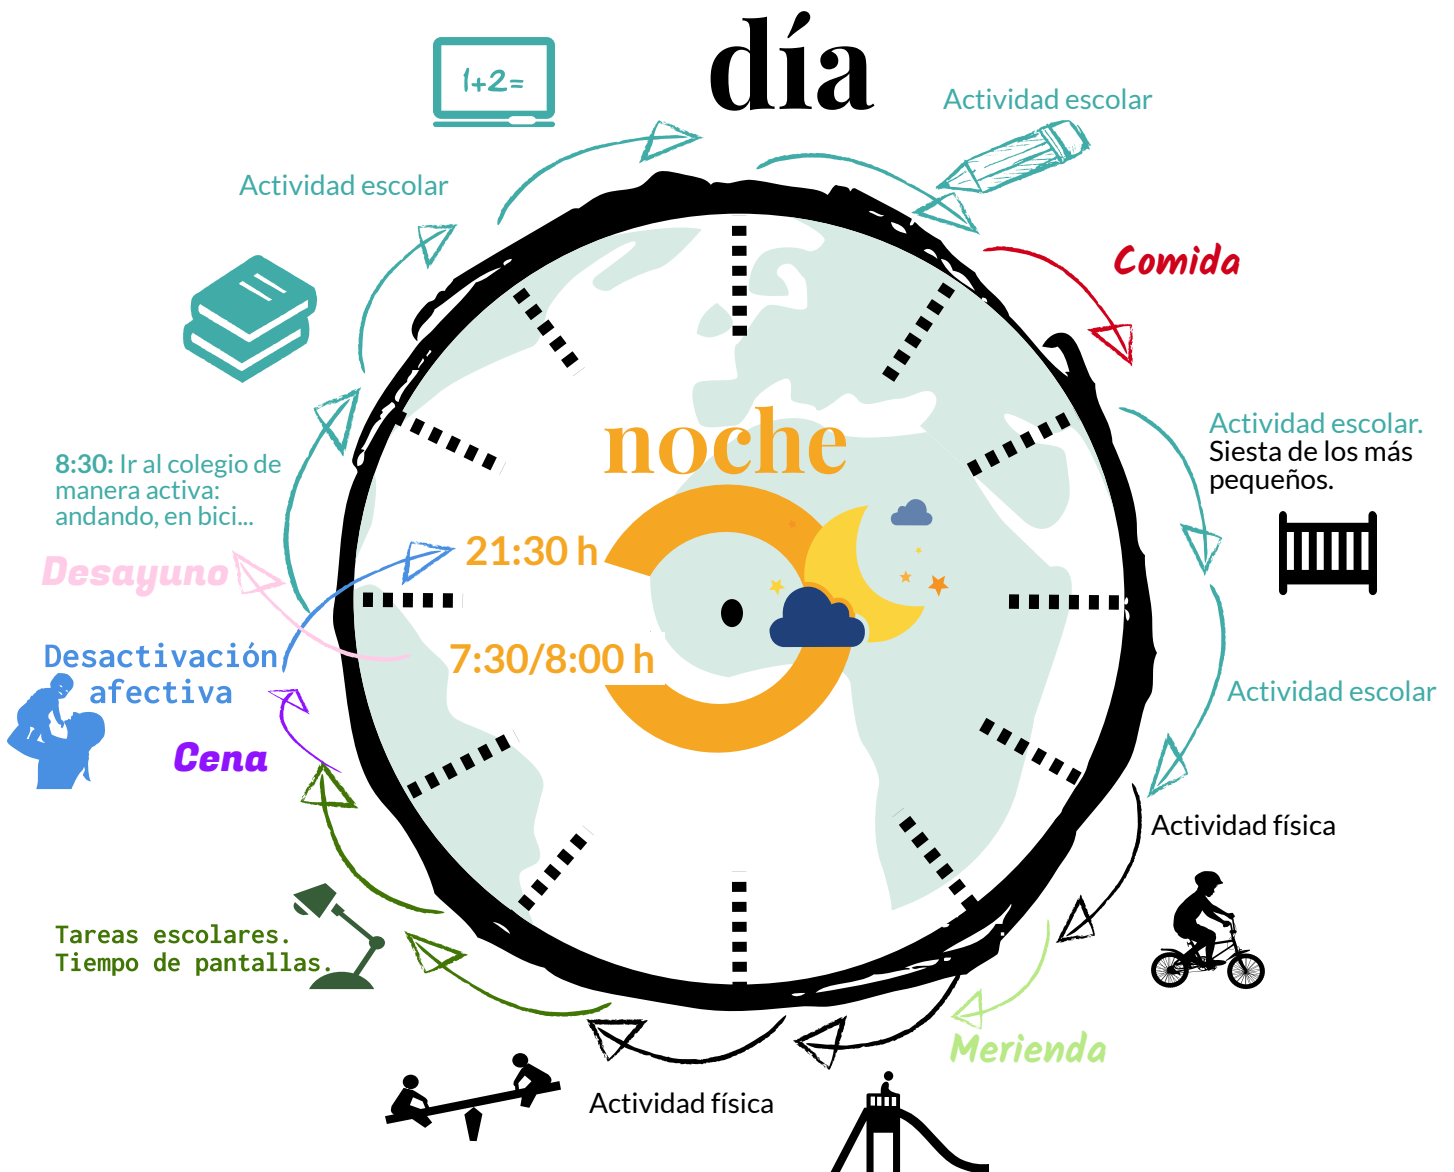 día
1+2=
Actividad escolar
Actividad escolar
Comida
Actividad escolar.
Siesta de los más
pequeños.
noche
8:30: Ir al colegio de
manera activa:
andando, en bici...
21:30 h
Desayuno
7:30/8:00 h
Desactivación
afectiva
Actividad escolar
Cena
Actividad física
Tareas escolares.
Tiempo de pantallas.
Merienda
Actividad física